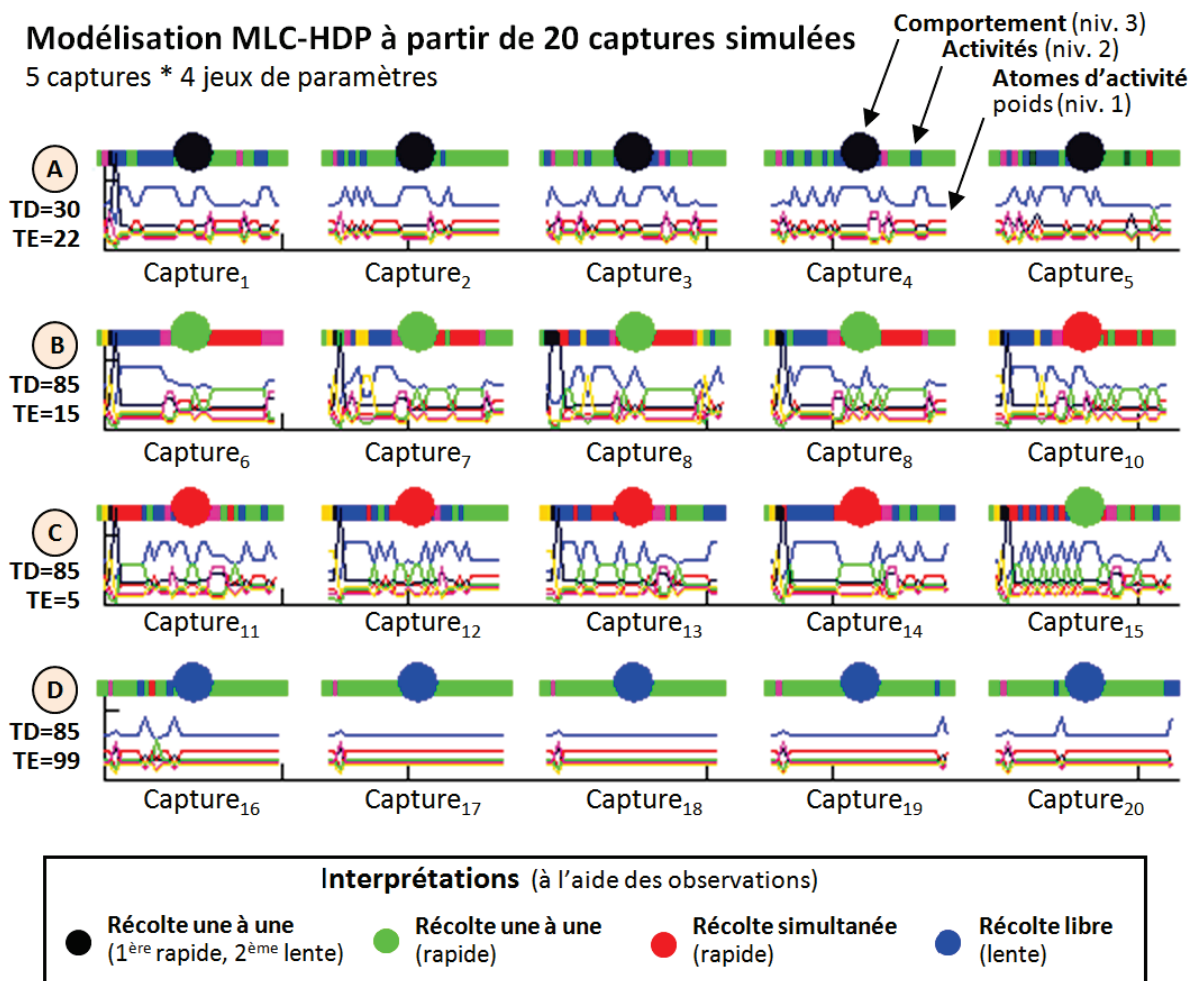 Modélisation MLC-HDP à partir de 20 captures simulées
5 captures * 4 jeux de paramètres
Comportement (niv. 3)
Activités (niv. 2)
Atomes d'activité
poids (niv. 1)
A
TD=30
TE=22
Capture1
Capture2
Capture3
Capture4
Capture5
B
TD=85
TE=15
Capture6
Capture7
Capture8
Capture8
Capture10
C
TD=85
TE=5
Capture11
Capture12
Capture13
Capture14
Capture15
D
TD=85
TE=99
Capture16
Capture17
Capture18
Capture19
Capture20
Interprétations (à l'aide des observations)
Récolte une à une
(1ère rapide, 2ème lente)
Récolte une à une
(rapide)
Récolte simultanée
(rapide)
Récolte libre
(lente)